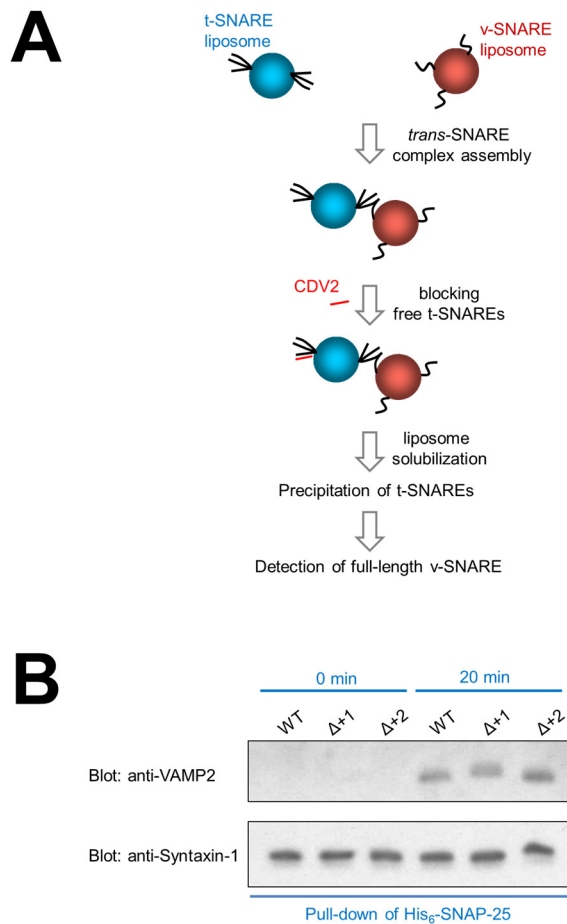 A
t-SNARE
liposome
v-SNARE
liposome
trans-SNARE
complex assembly
CDV2
blocking
free t-SNAREs
liposome
solubilization
Precipitation of t-SNAREs
Detection of full-length v-SNARE
B
0 min
20 min
WT
Δ+1
Δ+2
WT
Δ+1
Δ+2
Blot: anti-VAMP2
Blot: anti-Syntaxin-1
Pull-down of His₆-SNAP-25